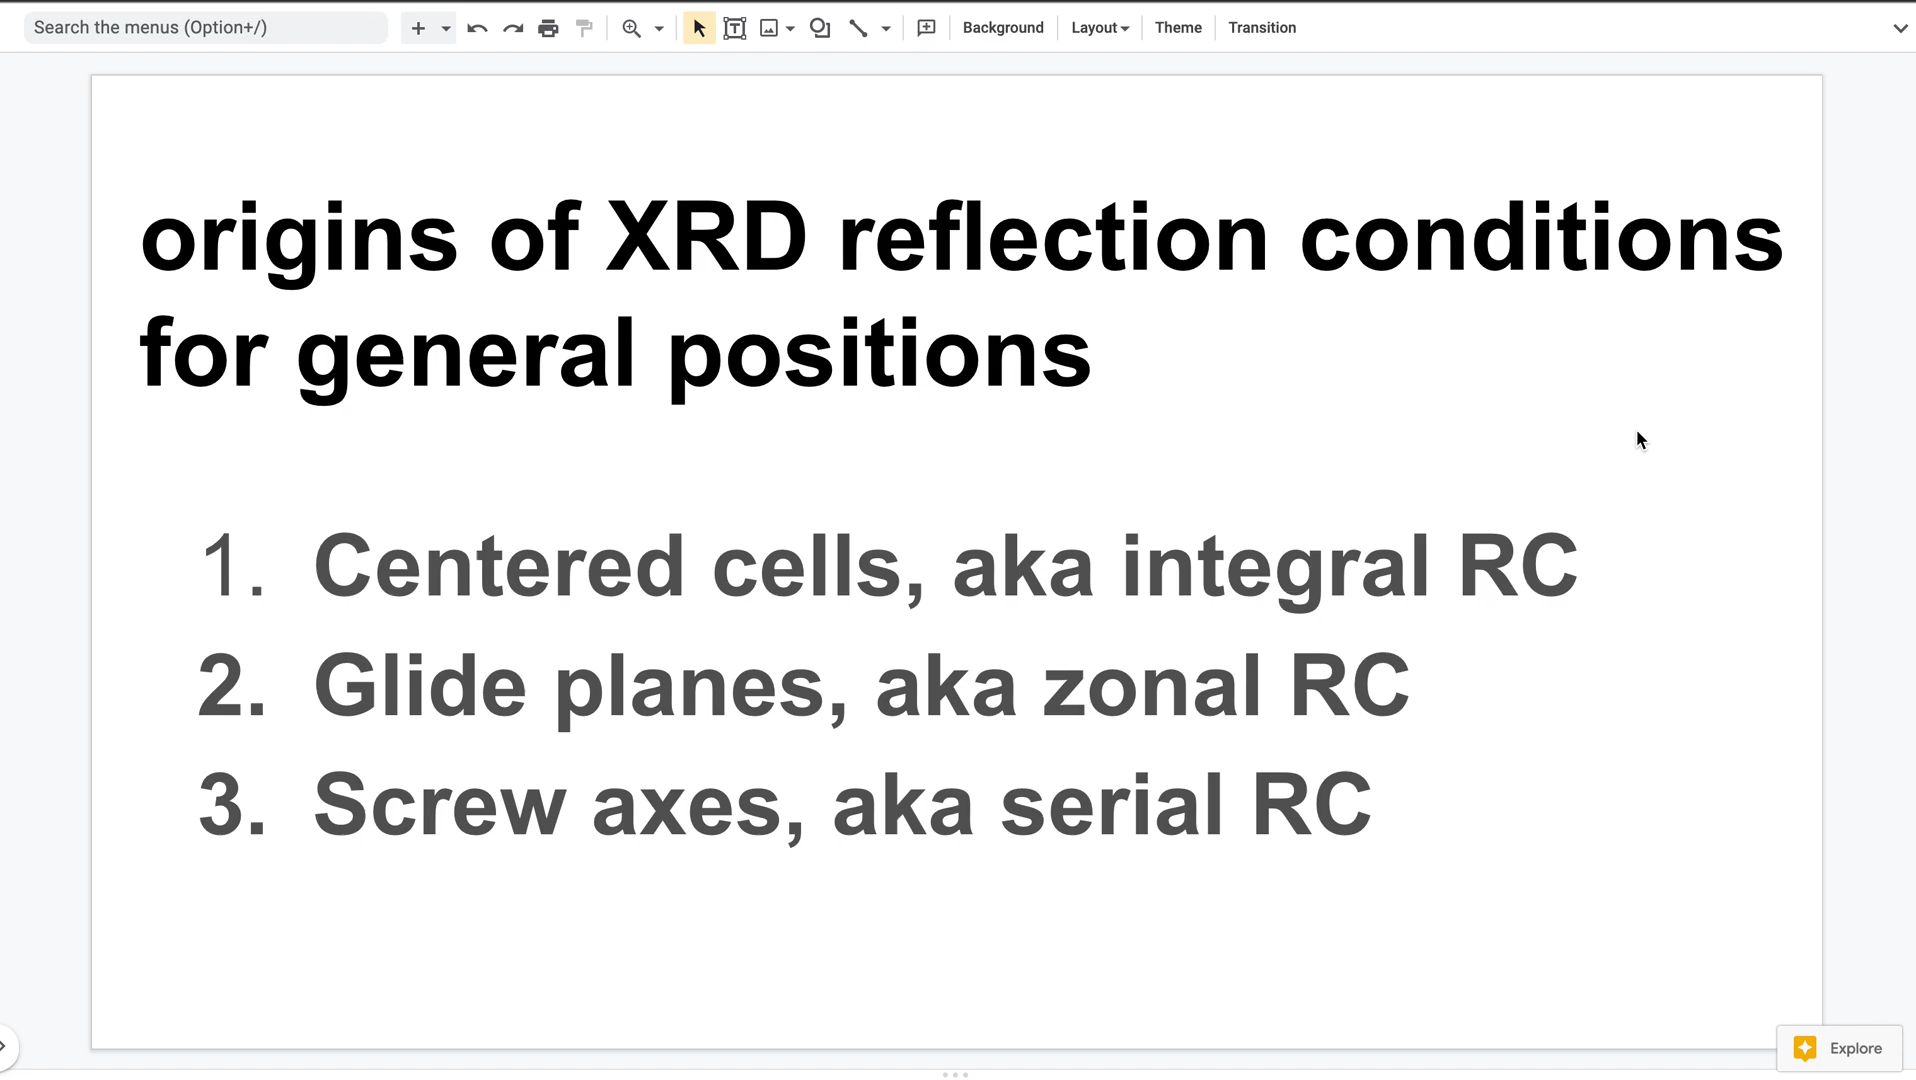 Search the menus (Option+/)
Background
Layout
Theme
Transition
origins of XRD reflection conditions
for general positions
1. Centered cells, aka integral RC
2. Glide planes, aka zonal RC
3. Screw axes, aka serial RC
Explore